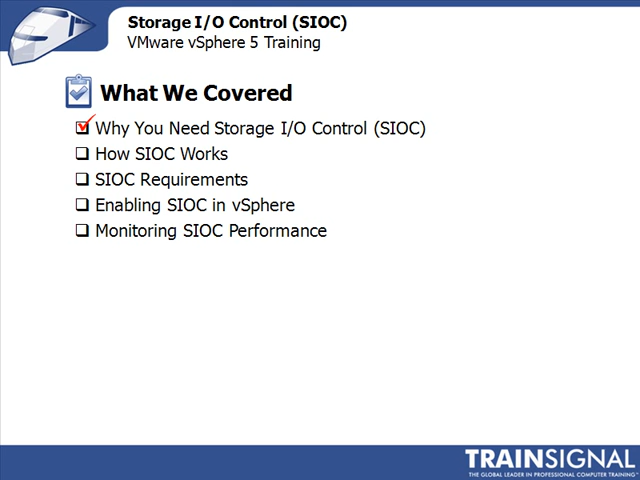 Storage I/O Control (SIOC)
VMware vSphere 5 Training
What We Covered
Why You Need Storage I/O Control (SIOC)
How SIOC Works
SIOC Requirements
Enabling SIOC in vSphere
Monitoring SIOC Performance
TRAINSIGNAL
THE GLOBAL LEADER IN PROFESSIONAL COMPUTER TRAINING